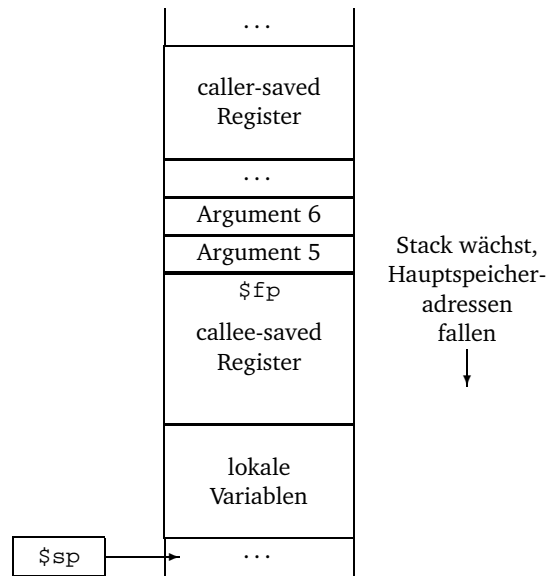 ...
caller-saved
Register
...
Argument 6
Argument 5
$fp
callee-saved
Register
lokale
Variablen
...
$sp
Stack wächst,
Hauptspeicher-
adressen
fallen